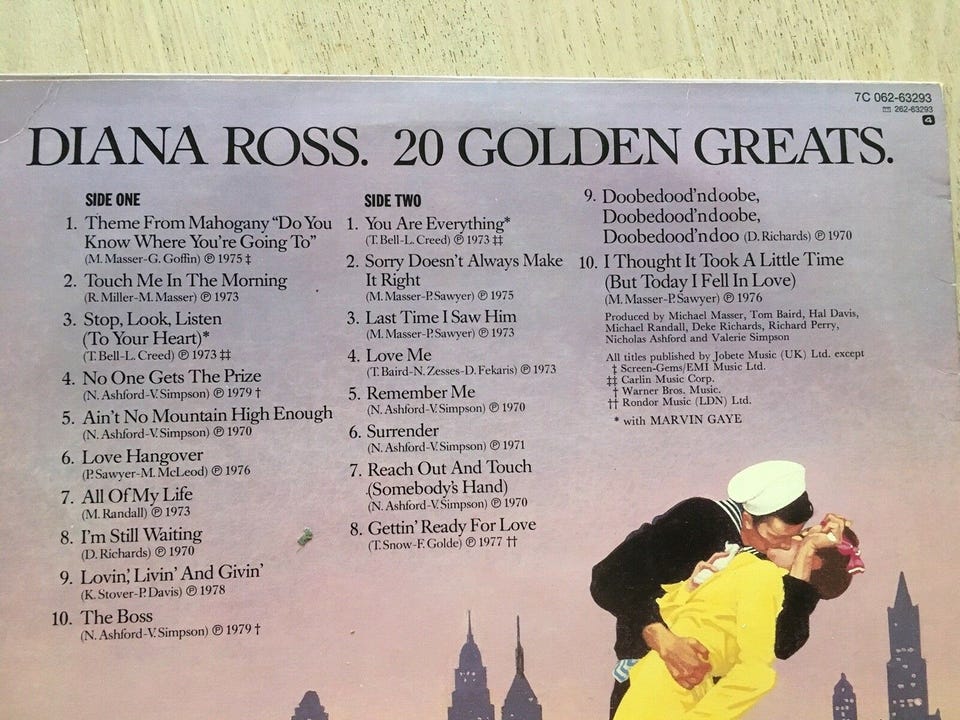 7C 062-63293
262-63293
4
DIANA ROSS. 20 GOLDEN GREATS.
SIDE ONE
1. Theme From Mahogany “Do You
Know Where You’re Going To”
(M. Masser-G. Goffin) ℗ 1975 ‡
2. Touch Me In The Morning
(R. Miller-M. Masser) ℗ 1973
3. Stop, Look, Listen
(To Your Heart)*
(T. Bell-L. Creed) ℗ 1973 ‡‡
4. No One Gets The Prize
(N. Ashford-V. Simpson) ℗ 1979 †
5. Ain’t No Mountain High Enough
(N. Ashford-V. Simpson) ℗ 1970
6. Love Hangover
(P. Sawyer-M. McLeod) ℗ 1976
7. All Of My Life
(M. Randall) ℗ 1973
8. I’m Still Waiting
(D. Richards) ℗ 1970
9. Lovin’, Livin’ And Givin’
(K. Stover-P. Davis) ℗ 1978
10. The Boss
(N. Ashford-V. Simpson) ℗ 1979 †
SIDE TWO
1. You Are Everything*
(T. Bell-L. Creed) ℗ 1973 ‡‡
2. Sorry Doesn’t Always Make
It Right
(M. Masser-P. Sawyer) ℗ 1975
3. Last Time I Saw Him
(M. Masser-P. Sawyer) ℗ 1973
4. Love Me
(T. Baird-N. Zesses-D. Fekaris) ℗ 1973
5. Remember Me
(N. Ashford-V. Simpson) ℗ 1970
6. Surrender
(N. Ashford-V. Simpson) ℗ 1971
7. Reach Out And Touch
(Somebody’s Hand)
(N. Ashford-V. Simpson) ℗ 1970
8. Gettin’ Ready For Love
(T. Snow-F. Golde) ℗ 1977 ††
9. Doobedood’ndoobe,
Doobedood’ndoobe,
Doobedood’ndoo (D. Richards) ℗ 1970
10. I Thought It Took A Little Time
(But Today I Fell In Love)
(M. Masser-P. Sawyer) ℗ 1976
Produced by Michael Masser, Tom Baird, Hal Davis,
Michael Randall, Deke Richards, Richard Perry,
Nicholas Ashford and Valerie Simpson
All titles published by Jobete Music (UK) Ltd. except
‡ Screen-Gems/EMI Music Ltd.
‡‡ Carlin Music Corp.
† Warner Bros. Music.
†† Rondor Music (LDN) Ltd.
* with MARVIN GAYE